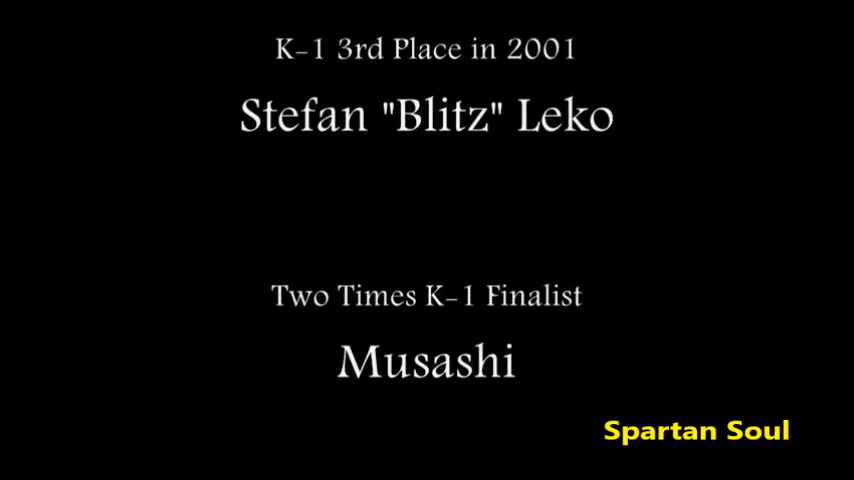 K-1 3rd Place in 2001
Stefan "Blitz" Leko
Two Times K-1 Finalist
Musashi
Spartan Soul